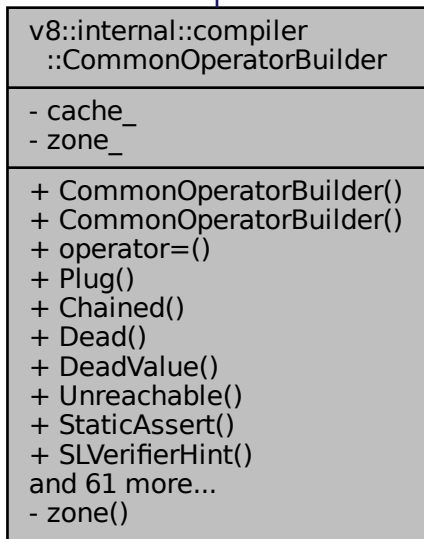 v8::internal::compiler
::CommonOperatorBuilder
- cache_
- zone_
+ CommonOperatorBuilder()
+ CommonOperatorBuilder()
+ operator=()
+ Plug()
+ Chained()
+ Dead()
+ DeadValue()
+ Unreachable()
+ StaticAssert()
+ SLVerifierHint()
and 61 more...
- zone()